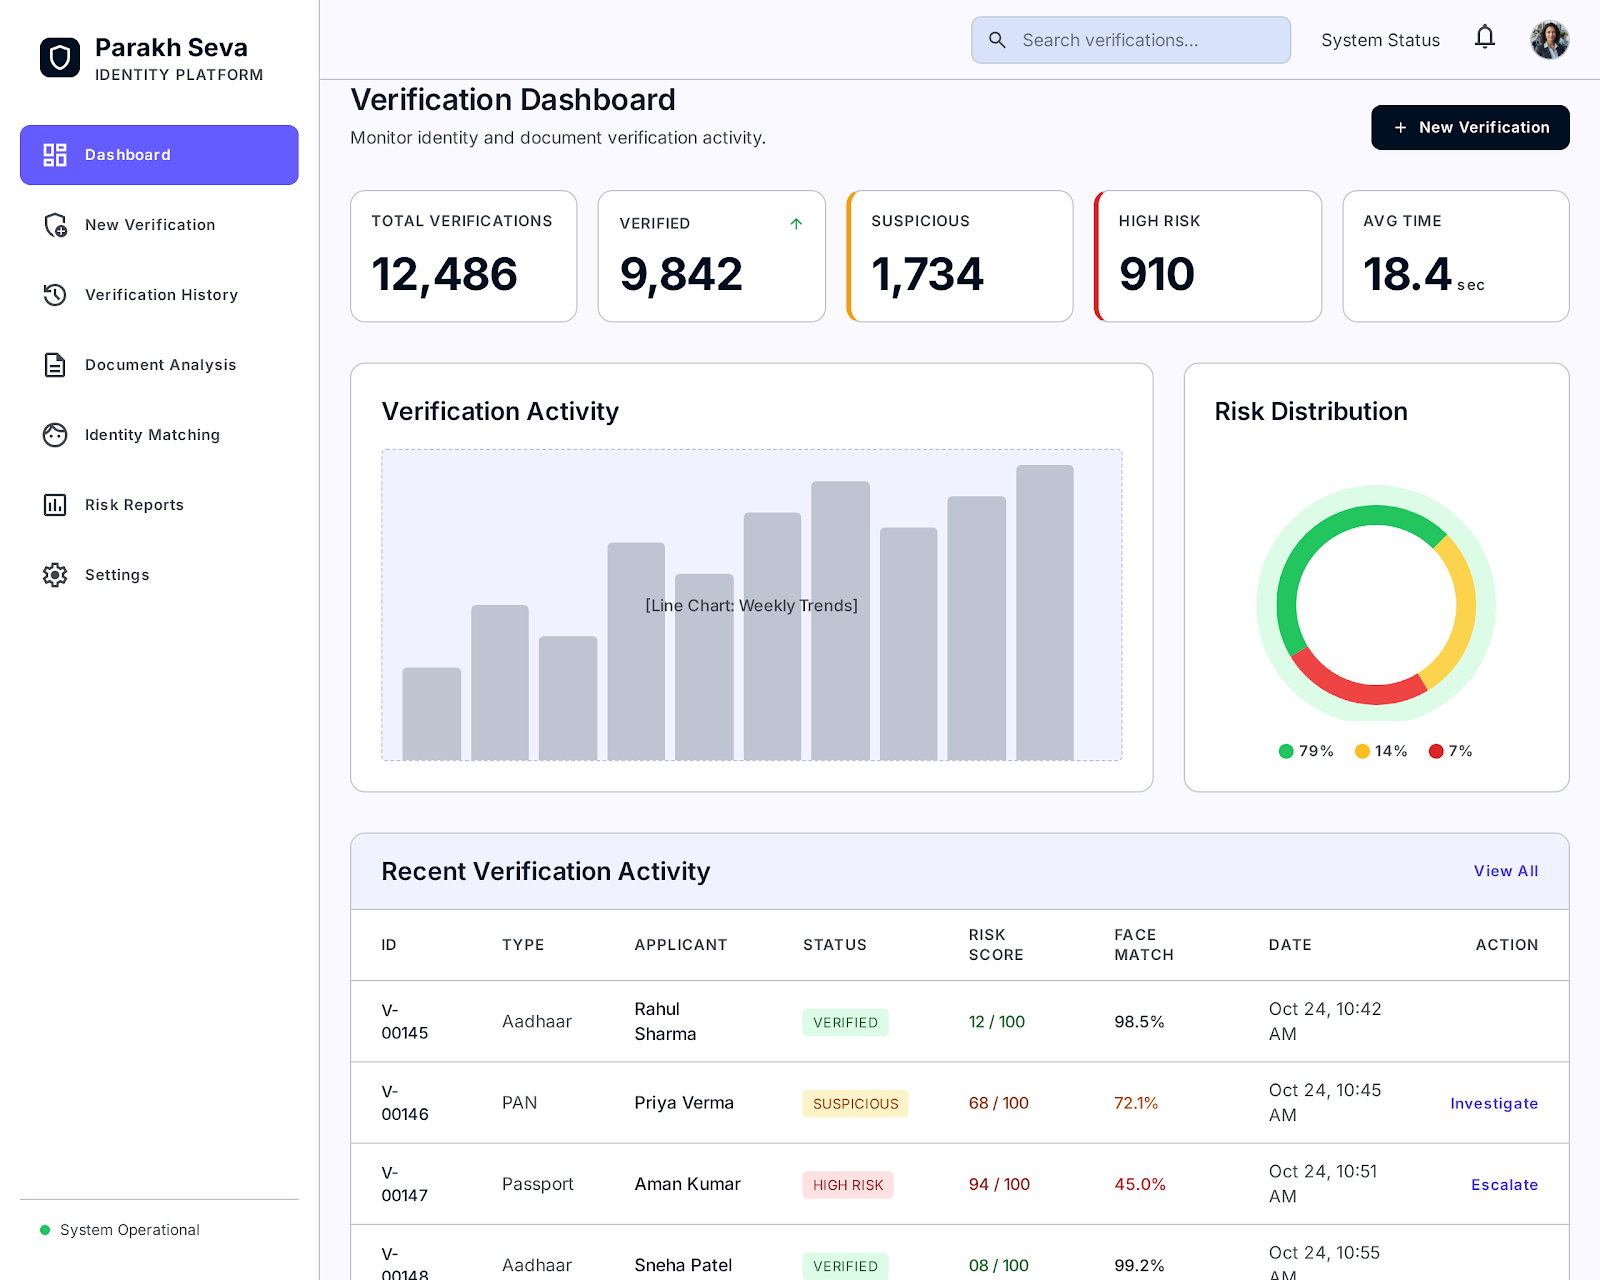 Parakh Seva
IDENTITY PLATFORM
Dashboard
New Verification
Verification History
Document Analysis
Identity Matching
Risk Reports
Settings
System Operational
Search verifications...
System Status
Verification Dashboard
Monitor identity and document verification activity.
+ New Verification
TOTAL VERIFICATIONS
12,486
VERIFIED
9,842
SUSPICIOUS
1,734
HIGH RISK
910
AVG TIME
18.4 sec
Verification Activity
[Line Chart: Weekly Trends]
Risk Distribution
79% 14% 7%
Recent Verification Activity
View All
ID TYPE APPLICANT STATUS RISK SCORE FACE MATCH DATE ACTION
V-00145 Aadhaar Rahul Sharma VERIFIED 12 / 100 98.5% Oct 24, 10:42 AM
V-00146 PAN Priya Verma SUSPICIOUS 68 / 100 72.1% Oct 24, 10:45 AM Investigate
V-00147 Passport Aman Kumar HIGH RISK 94 / 100 45.0% Oct 24, 10:51 AM Escalate
V-00148 Aadhaar Sneha Patel VERIFIED 08 / 100 99.2% Oct 24, 10:55 AM